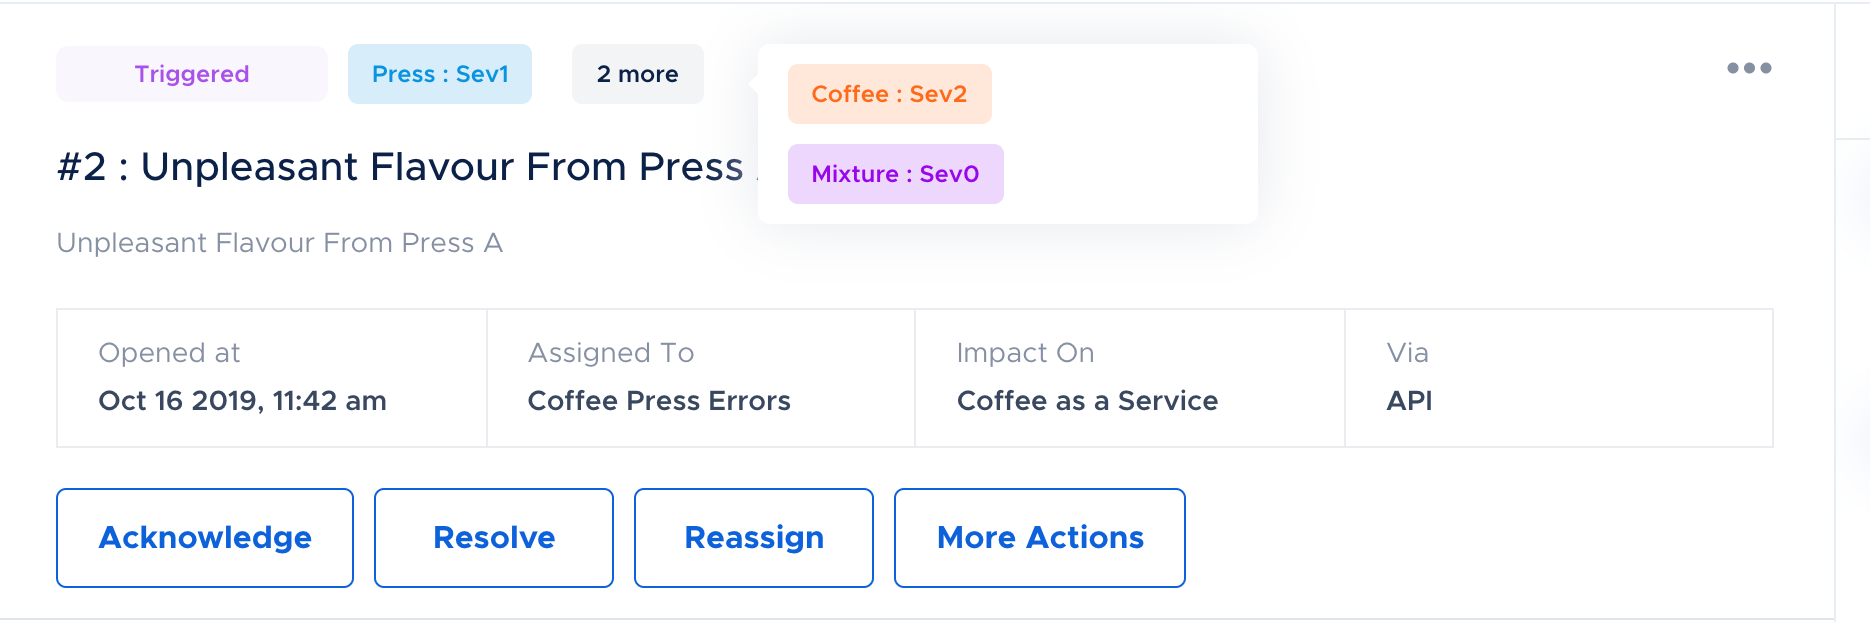 Triggered
Press : Sev1
2 more
Coffee : Sev2
Mixture : Sev0
#2 : Unpleasant Flavour From Press
Unpleasant Flavour From Press A
Opened at
Oct 16 2019, 11:42 am
Assigned To
Coffee Press Errors
Impact On
Coffee as a Service
Via
API
Acknowledge
Resolve
Reassign
More Actions